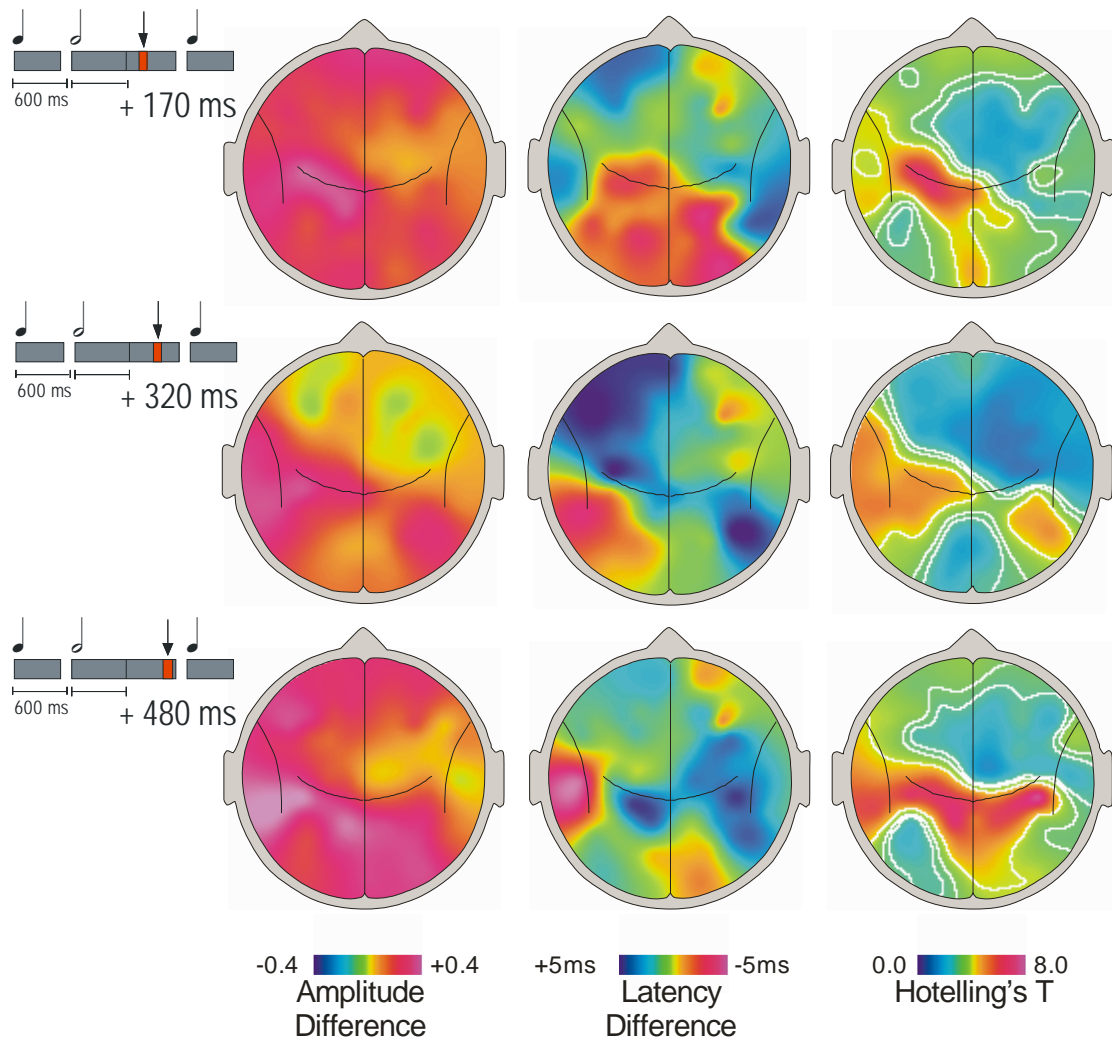 600 ms
+ 170 ms
600 ms
+ 320 ms
600 ms
+ 480 ms
-0.4 +0.4
Amplitude
Difference
+5ms -5ms
Latency
Difference
0.0 8.0
Hotelling's T